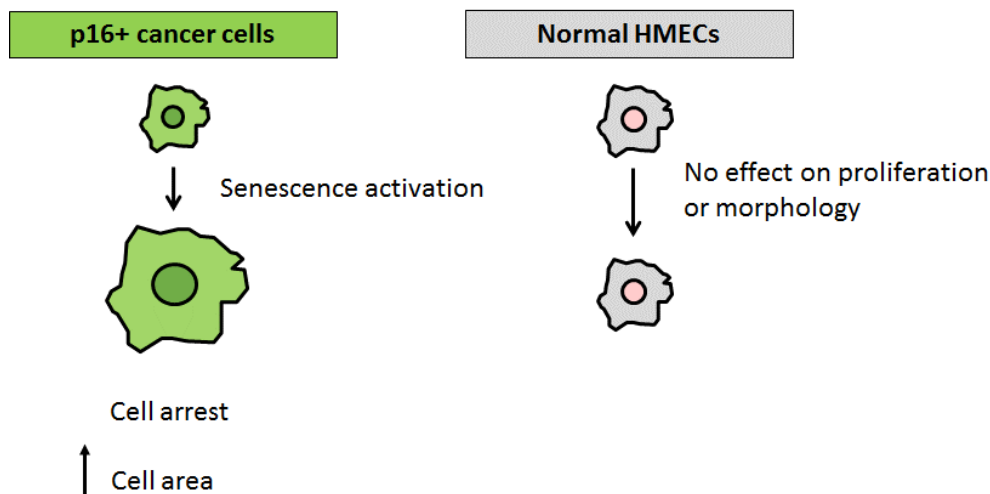 p16+ cancer cells
Normal HMECs
Senescence activation
No effect on proliferation
or morphology
Cell arrest
Cell area